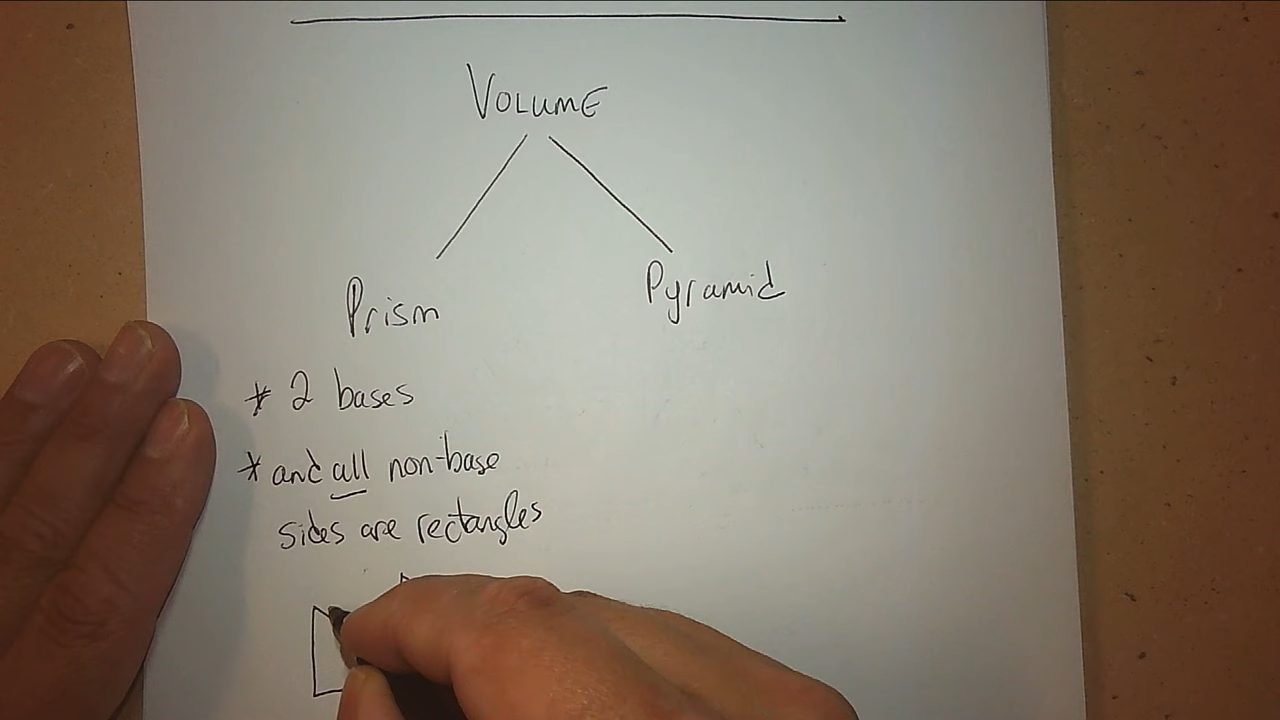 VOLUME
Prism
Pyramid
* 2 bases
* and all non-base
sides are rectangles